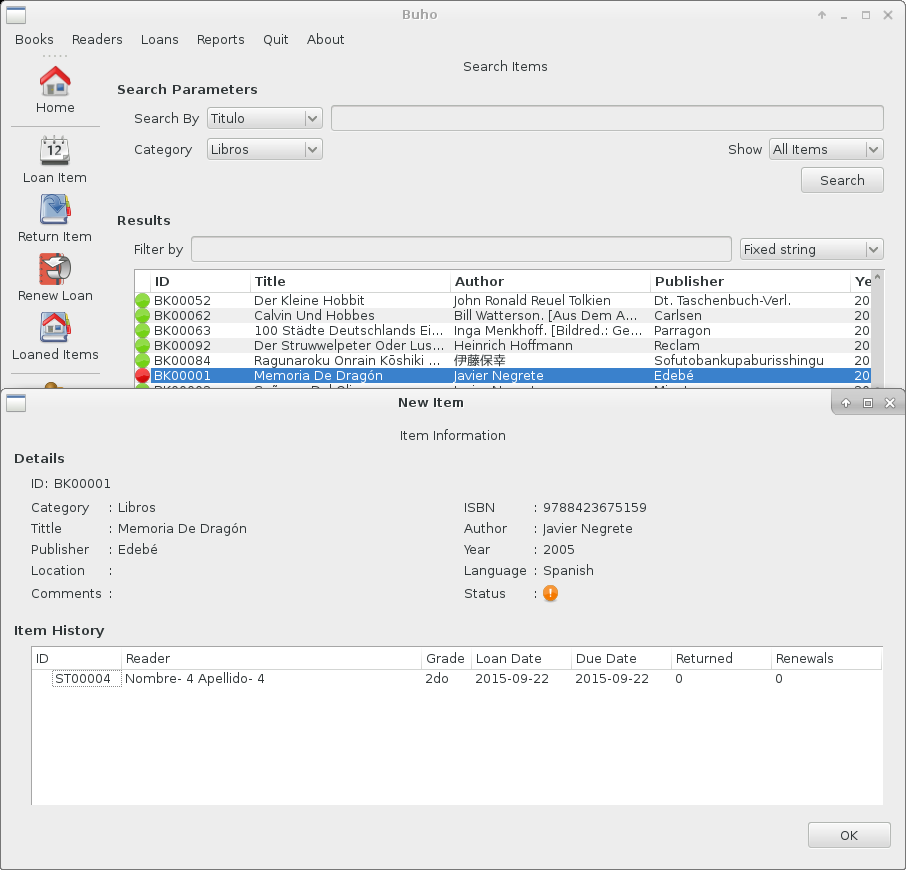 Buho
Books Readers Loans Reports Quit About
Search Items
Home
12
Loan Item
Return Item
Renew Loan
Loaned Items
Search Parameters
Search By Titulo
Category Libros Show All Items
Search
Results
Filter by Fixed string
ID Title Author Publisher Ye
BK00052 Der Kleine Hobbit John Ronald Reuel Tolkien Dt. Taschenbuch-Verl. 20
BK00062 Calvin Und Hobbes Bill Watterson. [Aus Dem A... Carlsen 20
BK00063 100 Städte Deutschlands Ei... Inga Menkhoff. [Bildred.: Ge... Parragon 20
BK00092 Der Struwwelpeter Oder Lus... Heinrich Hoffmann Reclam 20
BK00084 Ragunaroku Onrain Kōshiki ... 伊藤保幸 Sofutobankupaburisshingu 20
BK00001 Memoria De Dragón Javier Negrete Edebé 20
New Item
Item Information
Details
ID: BK00001
Category : Libros ISBN : 9788423675159
Tittle : Memoria De Dragón Author : Javier Negrete
Publisher : Edebé Year : 2005
Location : Language : Spanish
Comments : Status : !
Item History
ID Reader Grade Loan Date Due Date Returned Renewals
ST00004 Nombre- 4 Apellido- 4 2do 2015-09-22 2015-09-22 0 0
OK